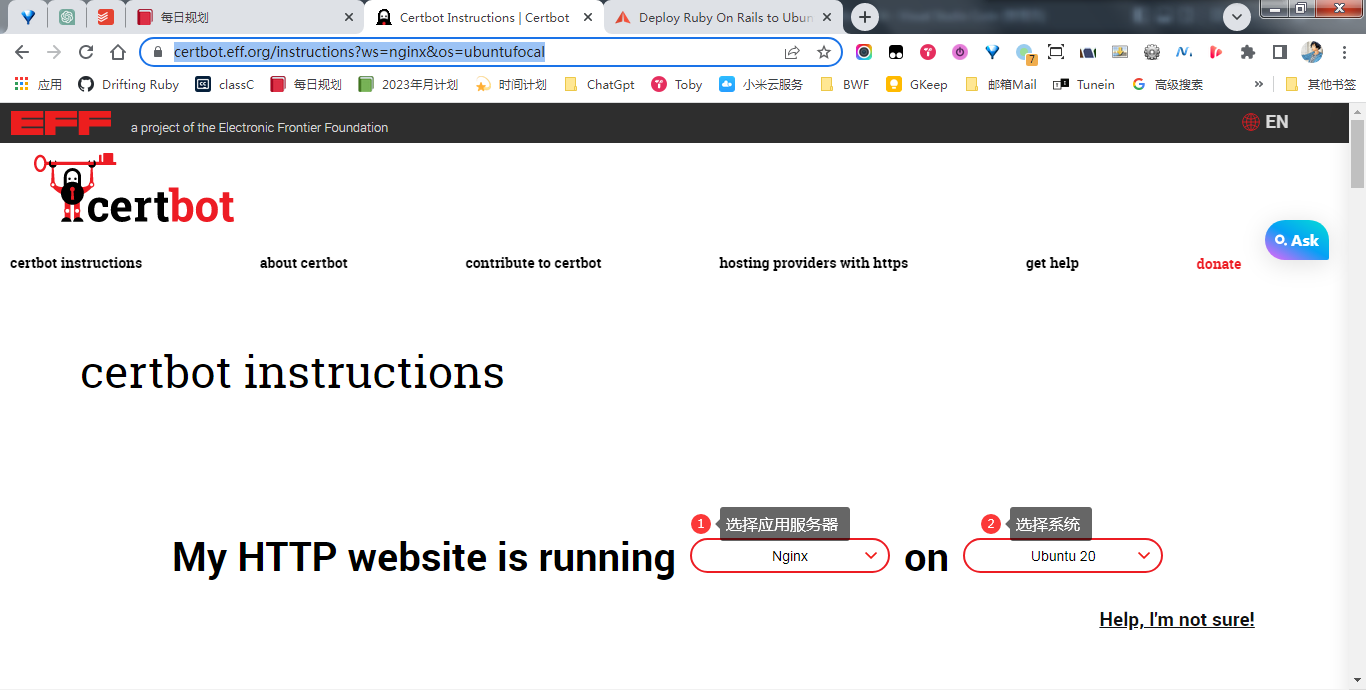 每日规划
Certbot Instructions | Certbot
Deploy Ruby On Rails to Ubun
certbot.eff.org/instructions?ws=nginx&os=ubuntufocal
7
应用
Drifting Ruby
classC
每日规划
2023年月计划
时间计划
ChatGpt
Toby
小米云服务
BWF
GKeep
邮箱Mail
Tunein
高级搜索
»
其他书签
EFF
a project of the Electronic Frontier Foundation
EN
certbot
Ask
certbot instructions
about certbot
contribute to certbot
hosting providers with https
get help
donate
certbot instructions
1 选择应用服务器
2 选择系统
My HTTP website is running Nginx on Ubuntu 20
Help, I'm not sure!